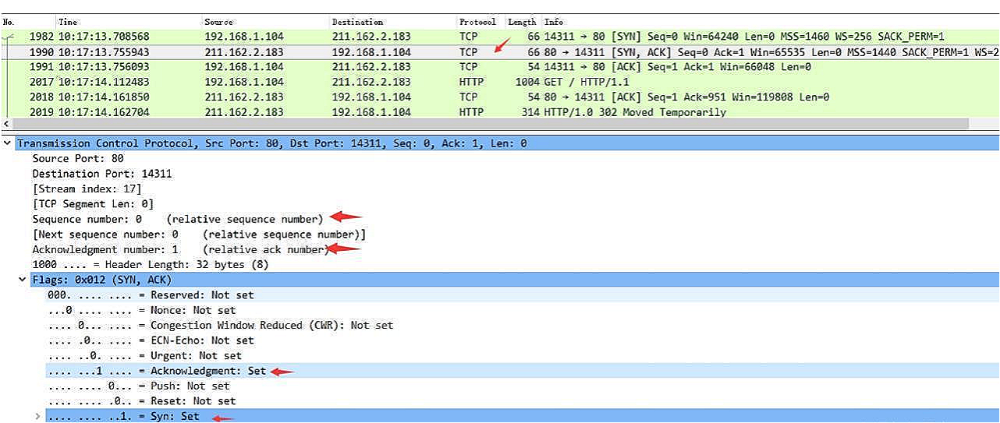 No. Time Source Destination Protocol Length Info
1982 10:17:13.708568 192.168.1.104 211.162.2.183 TCP 66 14311 → 80 [SYN] Seq=0 Win=64240 Len=0 MSS=1460 WS=256 SACK_PERM=1
1990 10:17:13.755943 211.162.2.183 192.168.1.104 TCP 66 80 → 14311 [SYN, ACK] Seq=0 Ack=1 Win=65535 Len=0 MSS=1440 SACK_PERM=1 WS=2
1991 10:17:13.756093 192.168.1.104 211.162.2.183 TCP 54 14311 → 80 [ACK] Seq=1 Ack=1 Win=66048 Len=0
2017 10:17:14.112483 192.168.1.104 211.162.2.183 HTTP 1004 GET / HTTP/1.1
2018 10:17:14.161850 211.162.2.183 192.168.1.104 TCP 54 80 → 14311 [ACK] Seq=1 Ack=951 Win=119808 Len=0
2019 10:17:14.162704 211.162.2.183 192.168.1.104 HTTP 314 HTTP/1.0 302 Moved Temporarily
Transmission Control Protocol, Src Port: 80, Dst Port: 14311, Seq: 0, Ack: 1, Len: 0
Source Port: 80
Destination Port: 14311
[Stream index: 17]
[TCP Segment Len: 0]
Sequence number: 0 (relative sequence number)
[Next sequence number: 0 (relative sequence number)]
Acknowledgment number: 1 (relative ack number)
1000 .... = Header Length: 32 bytes (8)
Flags: 0x012 (SYN, ACK)
000. .... .... = Reserved: Not set
...0 .... .... = Nonce: Not set
.... 0... .... = Congestion Window Reduced (CWR): Not set
.... .0.. .... = ECN-Echo: Not set
.... ..0. .... = Urgent: Not set
.... ...1 .... = Acknowledgment: Set
.... .... 0... = Push: Not set
.... .... .0.. = Reset: Not set
.... .... ..1. = Syn: Set